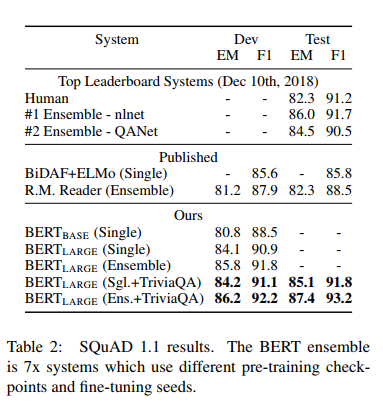 System Dev Test
EM F1 EM F1
Top Leaderboard Systems (Dec 10th, 2018)
Human - - 82.3 91.2
#1 Ensemble - nlnet - - 86.0 91.7
#2 Ensemble - QANet - - 84.5 90.5
Published
BiDAF+ELMo (Single) - 85.6 - 85.8
R.M. Reader (Ensemble) 81.2 87.9 82.3 88.5
Ours
BERTBASE (Single) 80.8 88.5 - -
BERTLARGE (Single) 84.1 90.9 - -
BERTLARGE (Ensemble) 85.8 91.8 - -
BERTLARGE (Sgl.+TriviaQA) 84.2 91.1 85.1 91.8
BERTLARGE (Ens.+TriviaQA) 86.2 92.2 87.4 93.2
Table 2: SQuAD 1.1 results. The BERT ensemble
is 7x systems which use different pre-training check-
points and fine-tuning seeds.